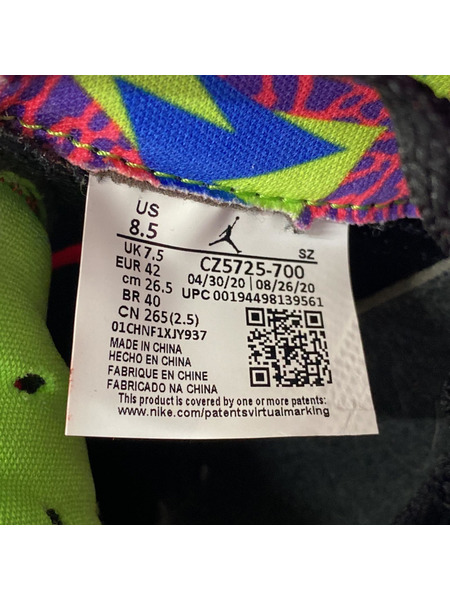 US
8.5
SZ
UK 7.5
CZ5725-700
EUR 42
04/30/20 | 08/26/20
cm 26.5
UPC 00194498139561
BR 40
CN 265(2.5)
01CHNF1XJY937
MADE IN CHINA
HECHO EN CHINA
FABRIQUE EN CHINE
FABRICADO NA CHINA
This product is covered by one or more patents:
www.nike.com/patentsvirtualmarking